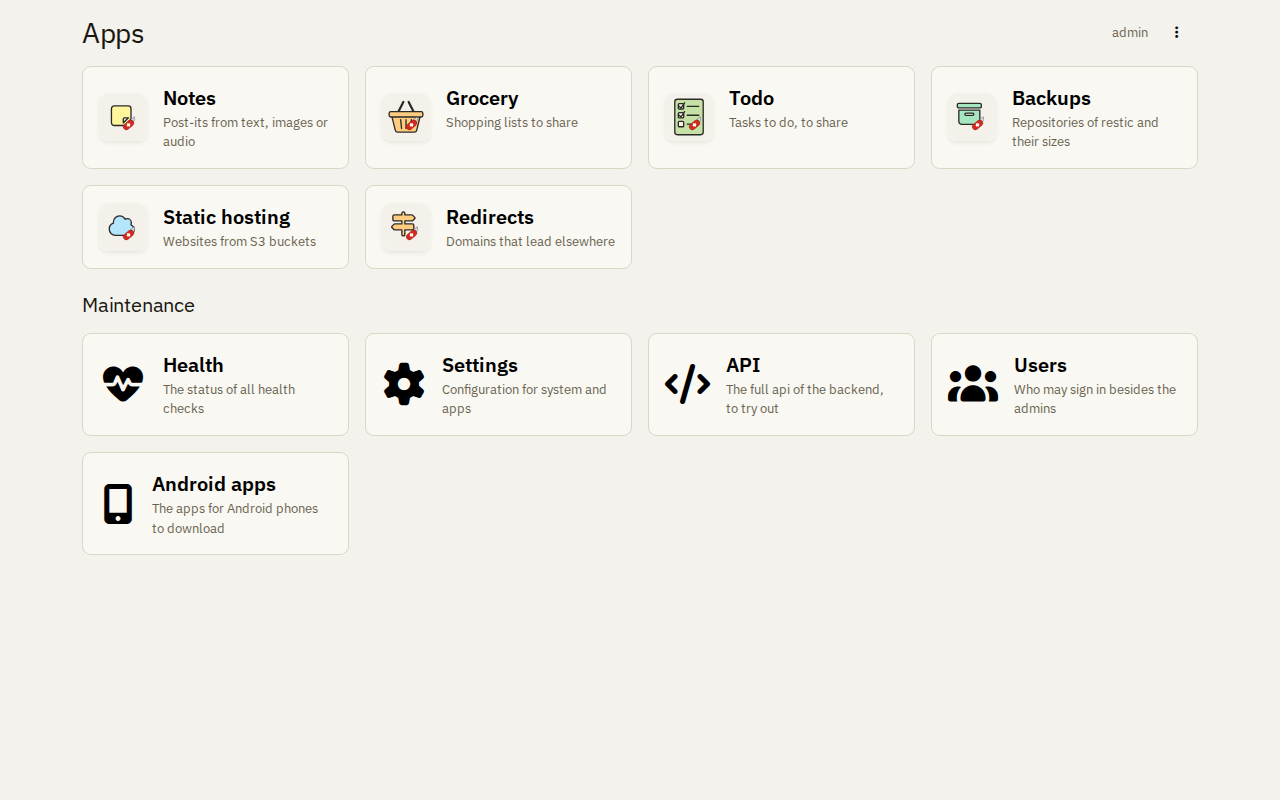 Apps
admin
Notes
Post-its from text, images or
audio
Grocery
Shopping lists to share
Todo
Tasks to do, to share
Backups
Repositories of restic and
their sizes
Static hosting
Websites from S3 buckets
Redirects
Domains that lead elsewhere
Maintenance
Health
The status of all health
checks
Settings
Configuration for system and
apps
API
The full api of the backend,
to try out
Users
Who may sign in besides the
admins
Android apps
The apps for Android phones
to download